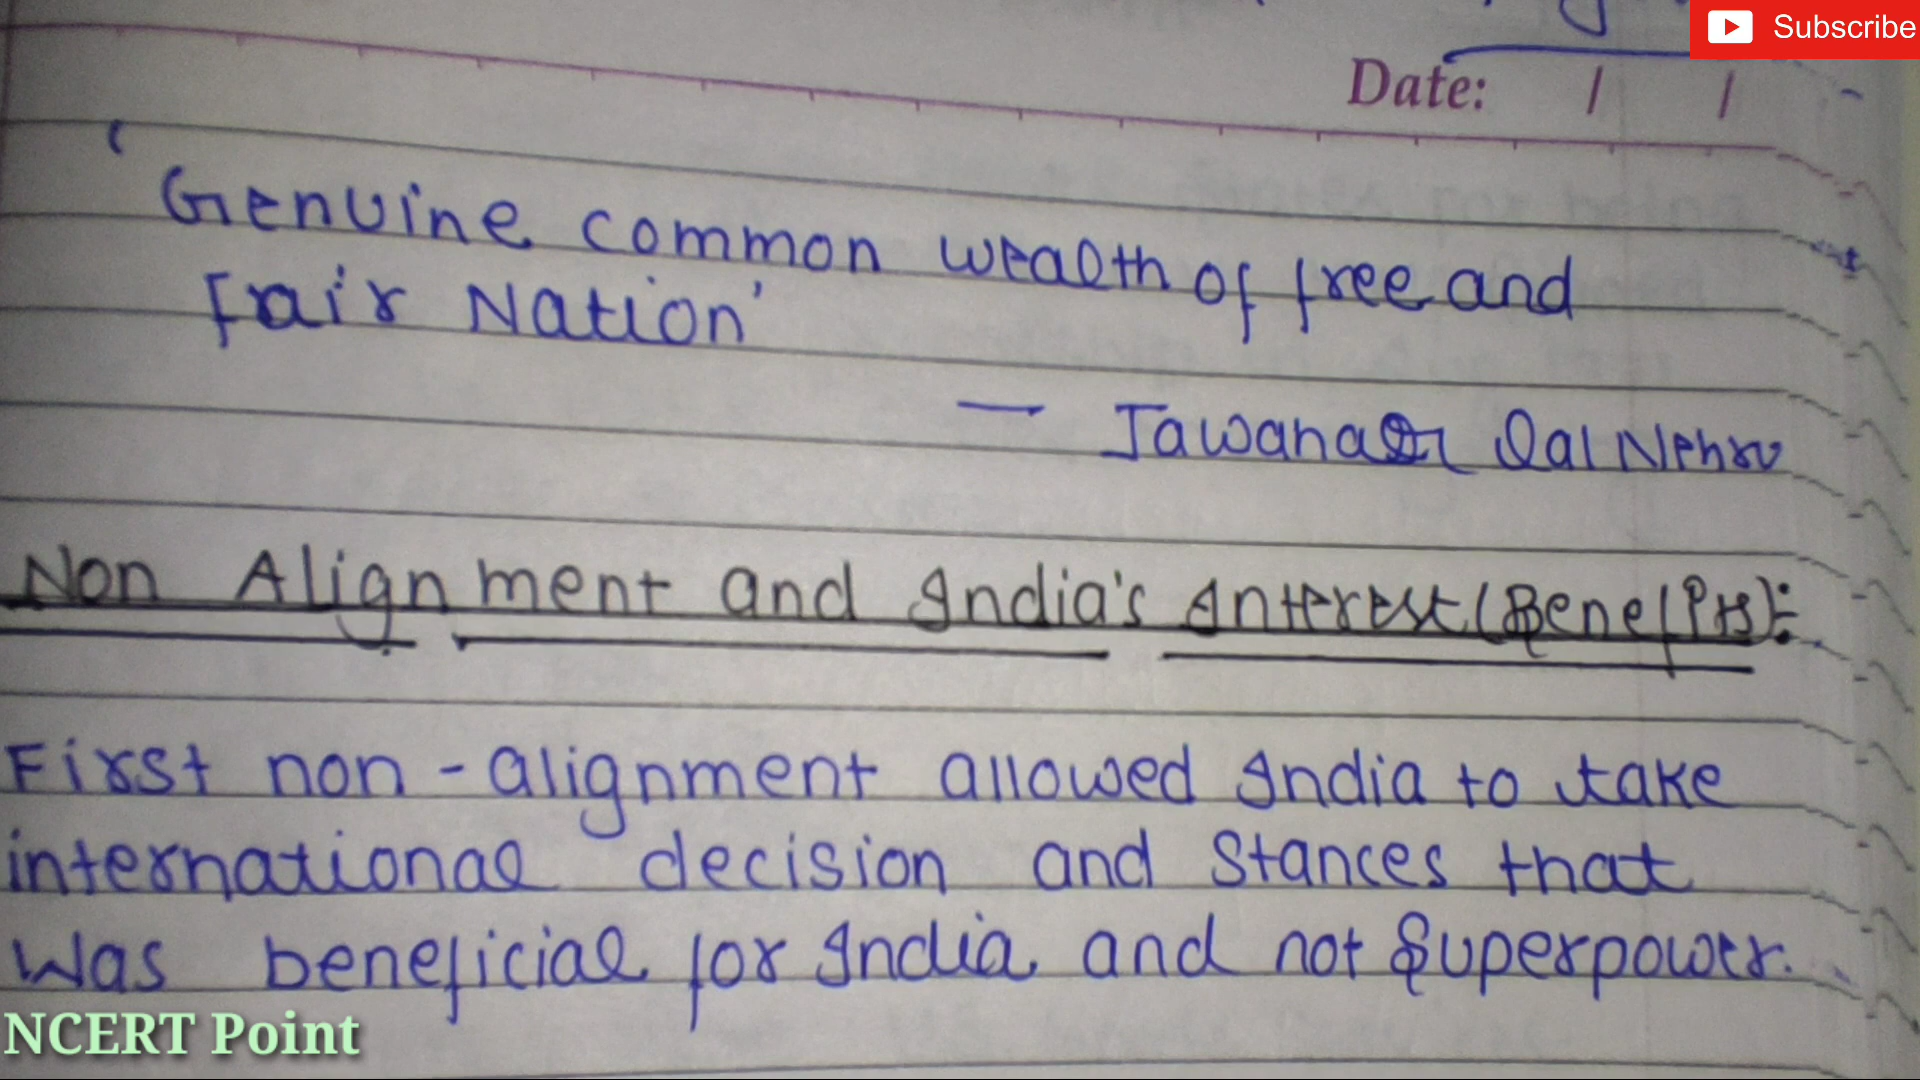 Subscribe
Date: / /
'Genuine common wealth of free and
fair Nation'
— Jawanaar Lal Nehru
Non Alignment and India's Interest (Benefits):
First non-alignment allowed India to take
international decision and stances that
was beneficial for India and not Superpower.
NCERT Point